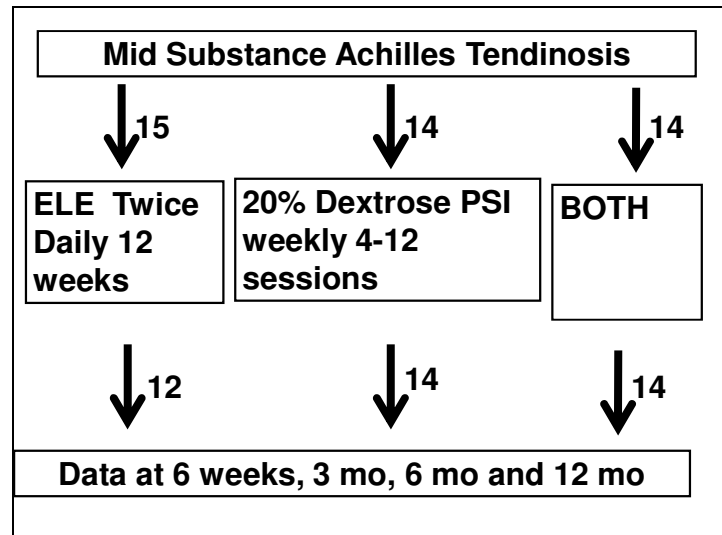 Mid Substance Achilles Tendinosis
15
14
14
ELE Twice
Daily 12
weeks
20% Dextrose PSI
weekly 4-12
sessions
BOTH
12
14
14
Data at 6 weeks, 3 mo, 6 mo and 12 mo